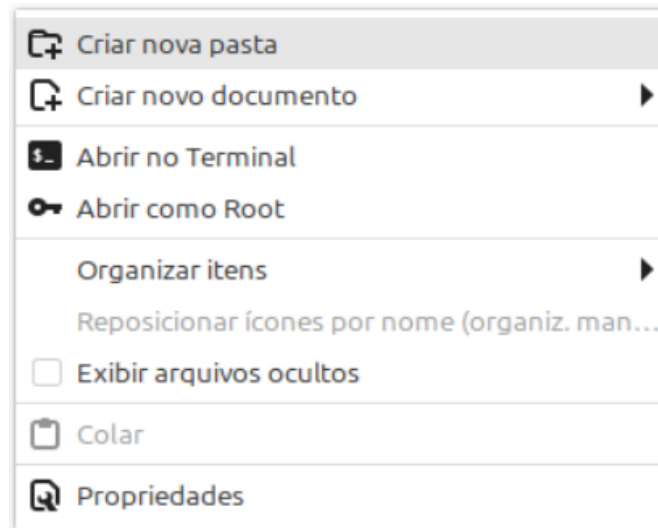 Criar nova pasta
Criar novo documento
$_ Abrir no Terminal
Abrir como Root
Organizar itens
Reposicionar ícones por nome (organiz. man...
Exibir arquivos ocultos
Colar
Propriedades